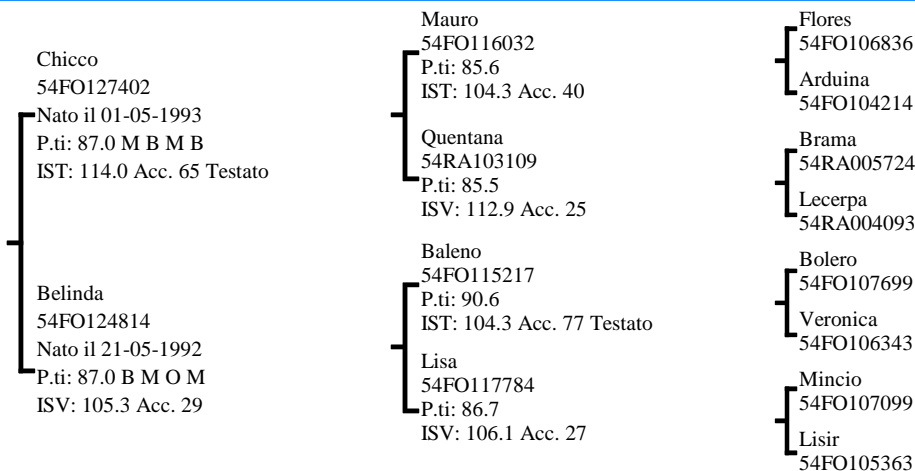 Chicco
54FO127402
Nato il 01-05-1993
P.ti: 87.0 M B M B
IST: 114.0 Acc. 65 Testato
Belinda
54FO124814
Nato il 21-05-1992
P.ti: 87.0 B M O M
ISV: 105.3 Acc. 29
Mauro
54FO116032
P.ti: 85.6
IST: 104.3 Acc. 40
Quentana
54RA103109
P.ti: 85.5
ISV: 112.9 Acc. 25
Baleno
54FO115217
P.ti: 90.6
IST: 104.3 Acc. 77 Testato
Lisa
54FO117784
P.ti: 86.7
ISV: 106.1 Acc. 27
Flores
54FO106836
Arduina
54FO104214
Brama
54RA005724
Lecerpa
54RA004093
Bolero
54FO107699
Veronica
54FO106343
Mincio
54FO107099
Lisir
54FO105363